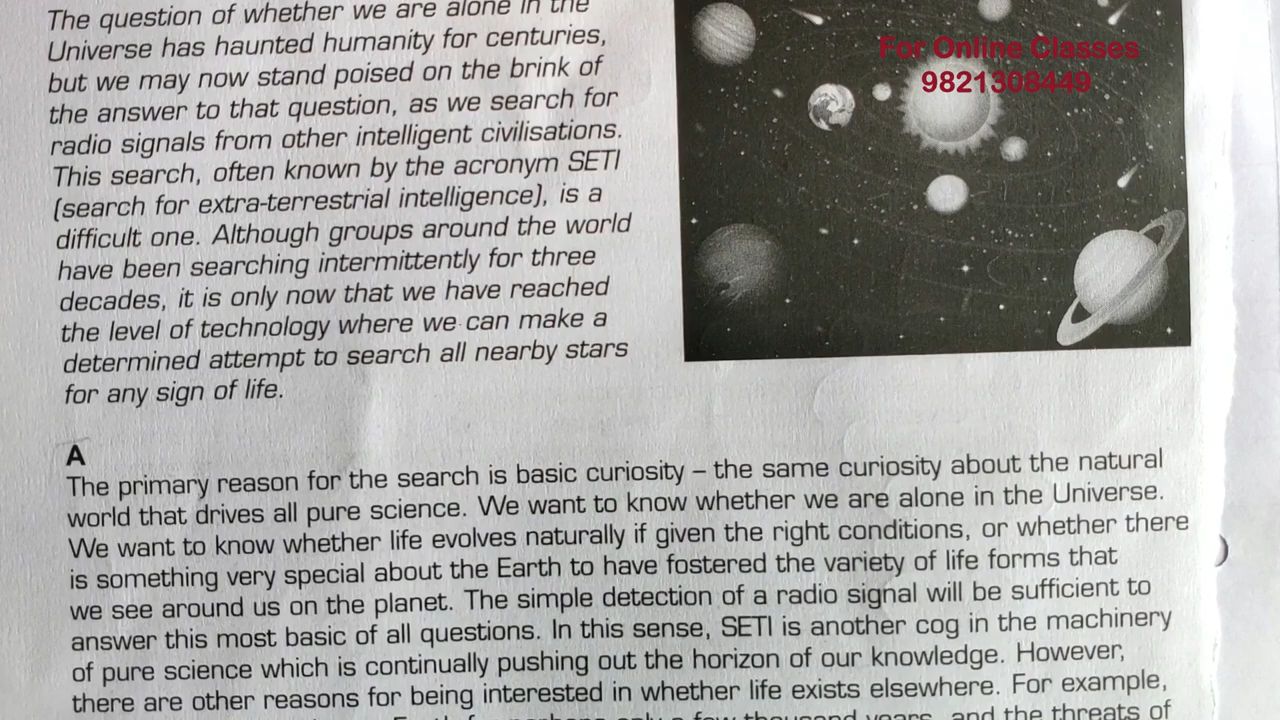 The question of whether we are alone in the
Universe has haunted humanity for centuries,
but we may now stand poised on the brink of
the answer to that question, as we search for
radio signals from other intelligent civilisations.
This search, often known by the acronym SETI
(search for extra-terrestrial intelligence), is a
difficult one. Although groups around the world
have been searching intermittently for three
decades, it is only now that we have reached
the level of technology where we can make a
determined attempt to search all nearby stars
for any sign of life.
For Online Classes
9821308449
A
The primary reason for the search is basic curiosity – the same curiosity about the natural
world that drives all pure science. We want to know whether we are alone in the Universe.
We want to know whether life evolves naturally if given the right conditions, or whether there
is something very special about the Earth to have fostered the variety of life forms that
we see around us on the planet. The simple detection of a radio signal will be sufficient to
answer this most basic of all questions. In this sense, SETI is another cog in the machinery
of pure science which is continually pushing out the horizon of our knowledge. However,
there are other reasons for being interested in whether life exists elsewhere. For example,
only a few thousand years, and the threats of